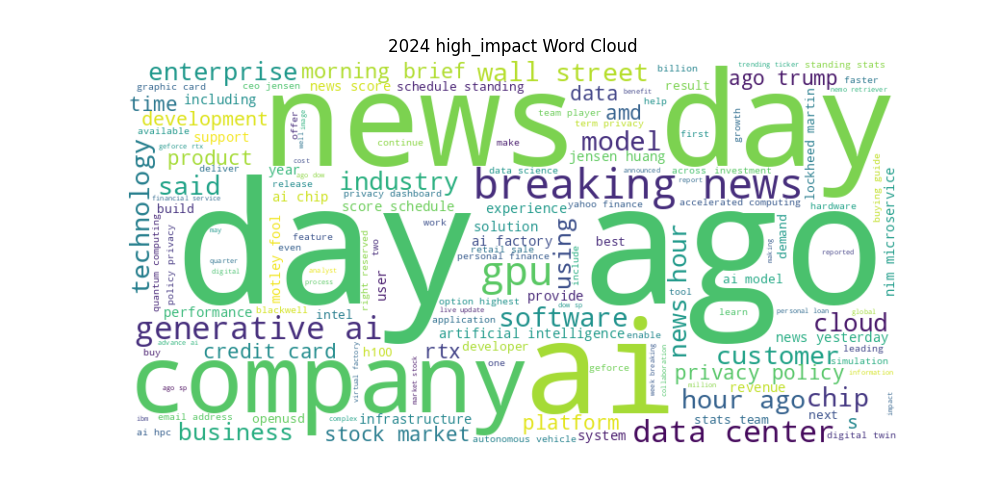 2024 high_impact Word Cloud
enterprise
morning brief
wall street
billion
trending ticker
standing stats
graphic card
ceo jensen
news score
schedule standing
data
result
ago trump
faster
nemo retriever
time
including
news day
team player
amd
help
development
offer
well image
term privacy
first
growth
lockheed martin
available
support
continue
make
model
geforce rtx
product
cost
jensen huang
buying guide
technology
deliver
year
ago dow
data science
announced
across investment
said
industry
breaking news
report
financial service
release
privacy dashboard
yahoo finance
accelerated computing
build
ai chip
score schedule
experience
hardware
nim microservice
quantum computing
policy privacy
may
day ago
feature
work
solution
demand
even
motley fool
right reserved
two
user
ai factory
retail sale
personal finance
using
include
best
news hour
making
reported
quarter
digital
analyst
process
gpu
ai model
tool
provide
option highest
live update
dow sp
performance
blackwell
intel
application
software
learn
personal loan
global
generative ai
artificial intelligence
enable
cloud
advance ai
buy
credit card
h100
rtx
developer
news yesterday
leading
customer
simulation
company
ai
virtual factory
market stock
one
geforce
week breaking
collaboration
privacy policy
information
ago sp
million
revenue
hour ago
chip
impact
ibm
email address
openusd
complex
infrastructure
platform
stats team
next
s
ai hpc
business
stock market
autonomous vehicle
system
data center
digital twin
benefit